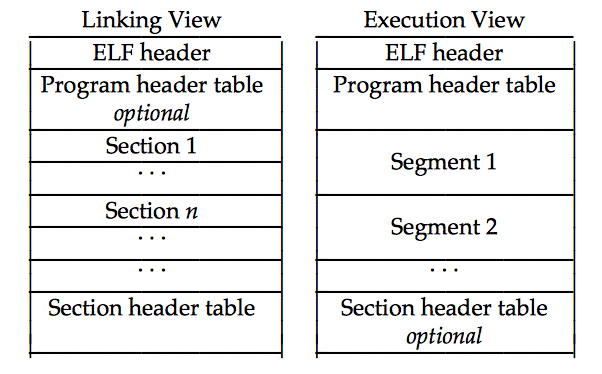 Linking View
ELF header
Program header table
optional
Section 1
. . .
Section n
. . .
. . .
Section header table
Execution View
ELF header
Program header table
Segment 1
Segment 2
. . .
Section header table
optional